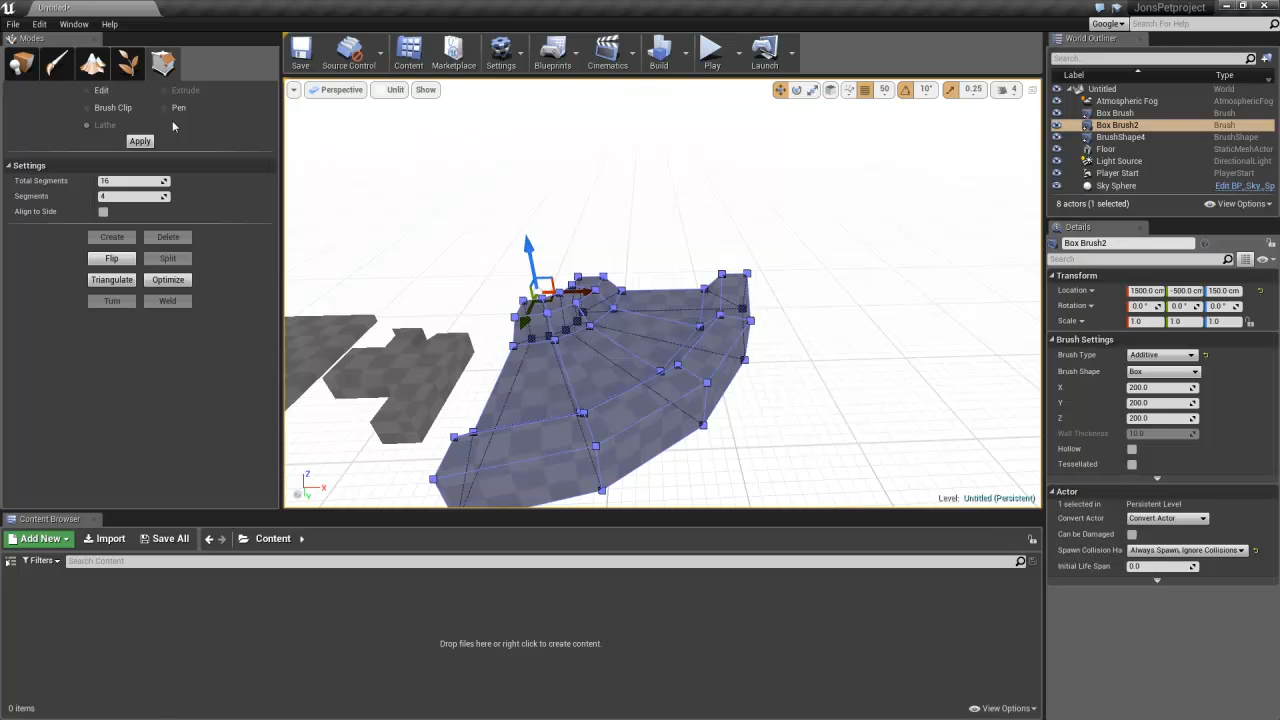 Untitled*
JonsPetproject
File Edit Window Help
Google
Search For Help
Modes
Save
Source Control
Content
Marketplace
Settings
Blueprints
Cinematics
Build
Play
Launch
World Outliner
Search...
Label Type
Untitled World
Atmospheric Fog AtmosphericFog
Box Brush Brush
Box Brush2 Brush
BrushShape4 BrushShape
Floor StaticMeshActor
Light Source DirectionalLight
Player Start PlayerStart
Sky Sphere Edit BP_Sky_Sp
8 actors (1 selected) View Options
Edit Extrude
Brush Clip Pen
Lathe
Apply
Settings
Total Segments 16
Segments 4
Align to Side
Create Delete
Flip Split
Triangulate Optimize
Turn Weld
Perspective Unlit Show
50 10° 0.25 4
Z
X
Y
Level: Untitled (Persistent)
Details
Box Brush2
Search
Transform
Location 1500.0 cm -500.0 cm 150.0 cm
Rotation 0.0 ° 0.0 ° 0.0 °
Scale 1.0 1.0 1.0
Brush Settings
Brush Type Additive
Brush Shape Box
X 200.0
Y 200.0
Z 200.0
Wall Thickness 10.0
Hollow
Tessellated
Actor
1 selected in Persistent Level
Convert Actor Convert Actor
Can be Damaged
Spawn Collision Ha Always Spawn, Ignore Collisions
Initial Life Span 0.0
Content Browser
Add New Import Save All Content
Filters Search Content
Drop files here or right click to create content.
0 items View Options